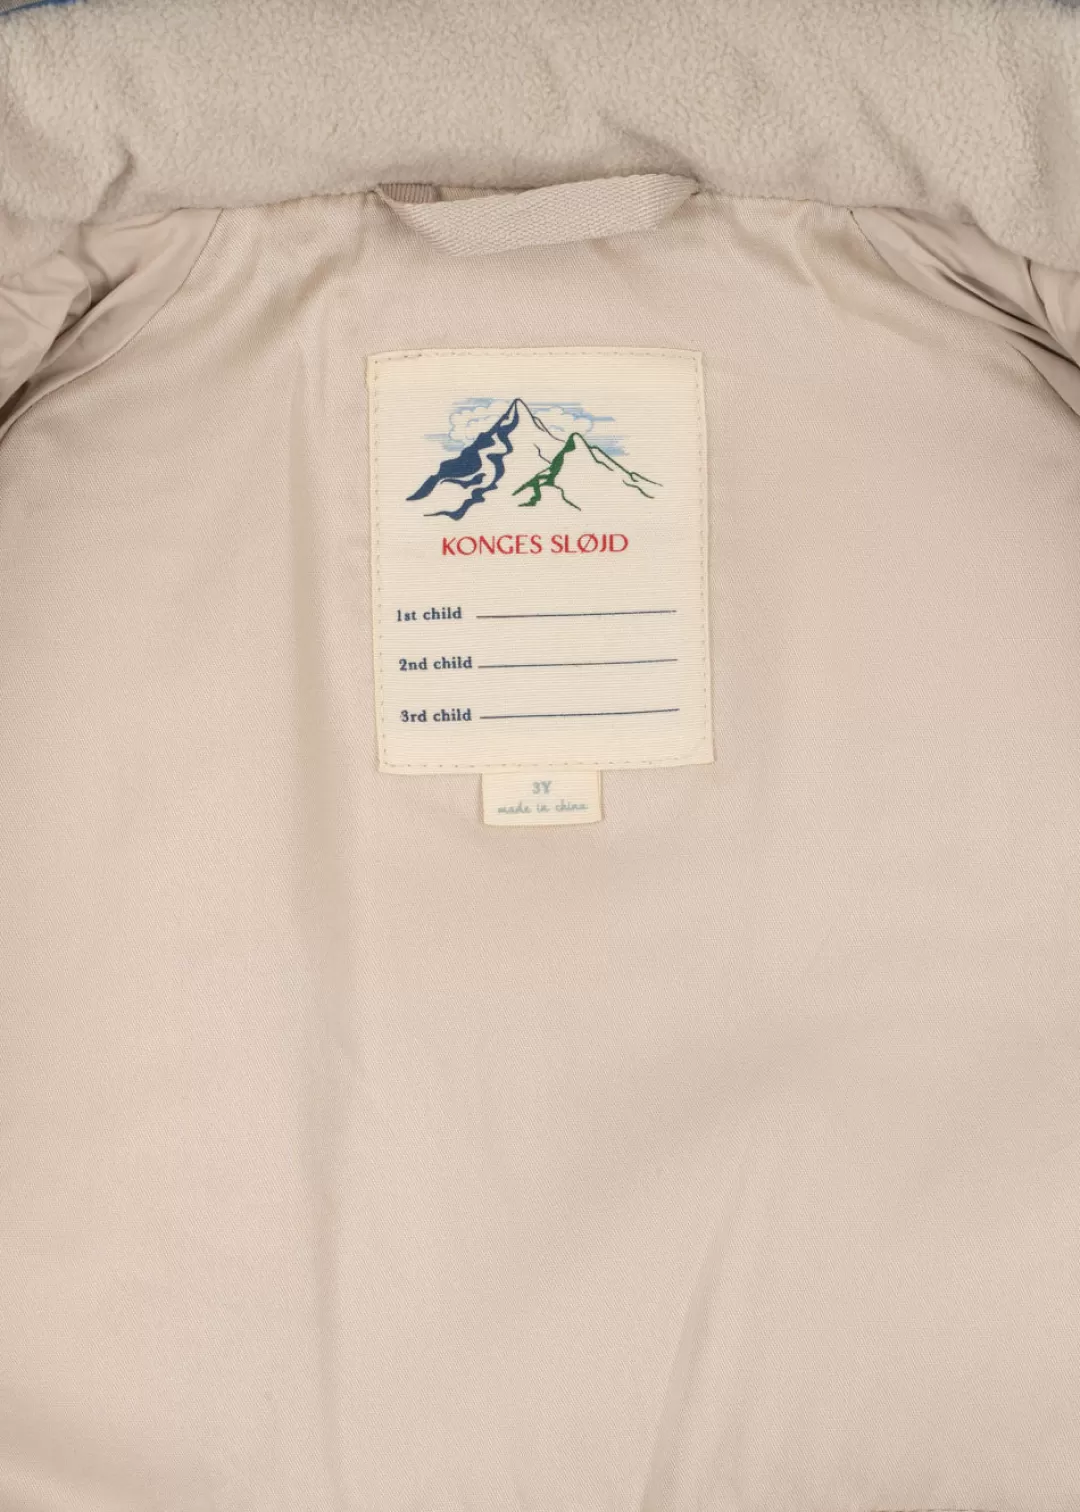 KONGES SLØJD
1st child
2nd child
3rd child
3Y
made in china